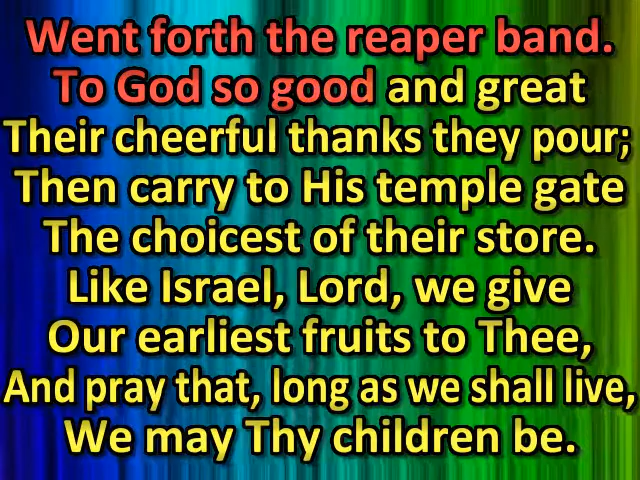 Went forth the reaper band.
To God so good and great
Their cheerful thanks they pour;
Then carry to His temple gate
The choicest of their store.
Like Israel, Lord, we give
Our earliest fruits to Thee,
And pray that, long as we shall live,
We may Thy children be.